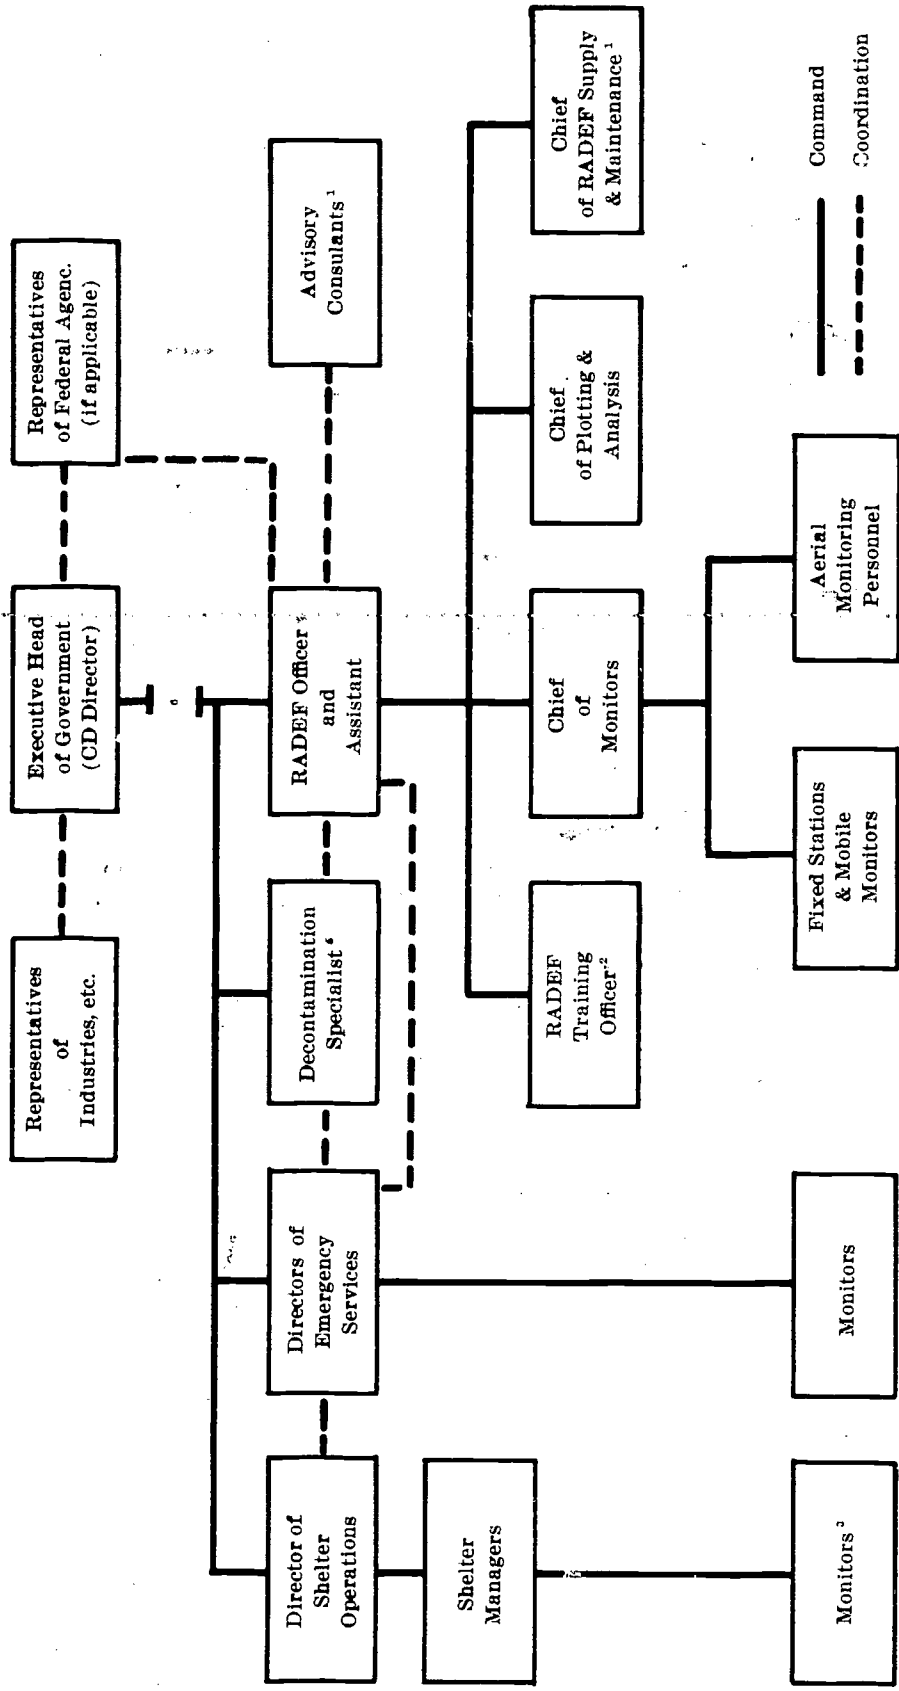 Representatives
of
Industries, etc.
Executive Head
of Government
(CD Director)
Representatives
of Federal Agenc.
(if applicable)
Director of
Shelter
Operations
Directors of
Emergency
Services
Decontamination
Specialist
RADEF Officer
and
Assistant
Advisory
Consulants ¹
Shelter
Managers
RADEF
Training
Officer ²
Chief
of
Monitors
Chief
of Plotting &
Analysis
Chief
of RADEF Supply
& Maintenance ¹
Monitors ³
Monitors
Fixed Stations
& Mobile
Monitors
Aerial
Monitoring
Personnel
Command
Coordination